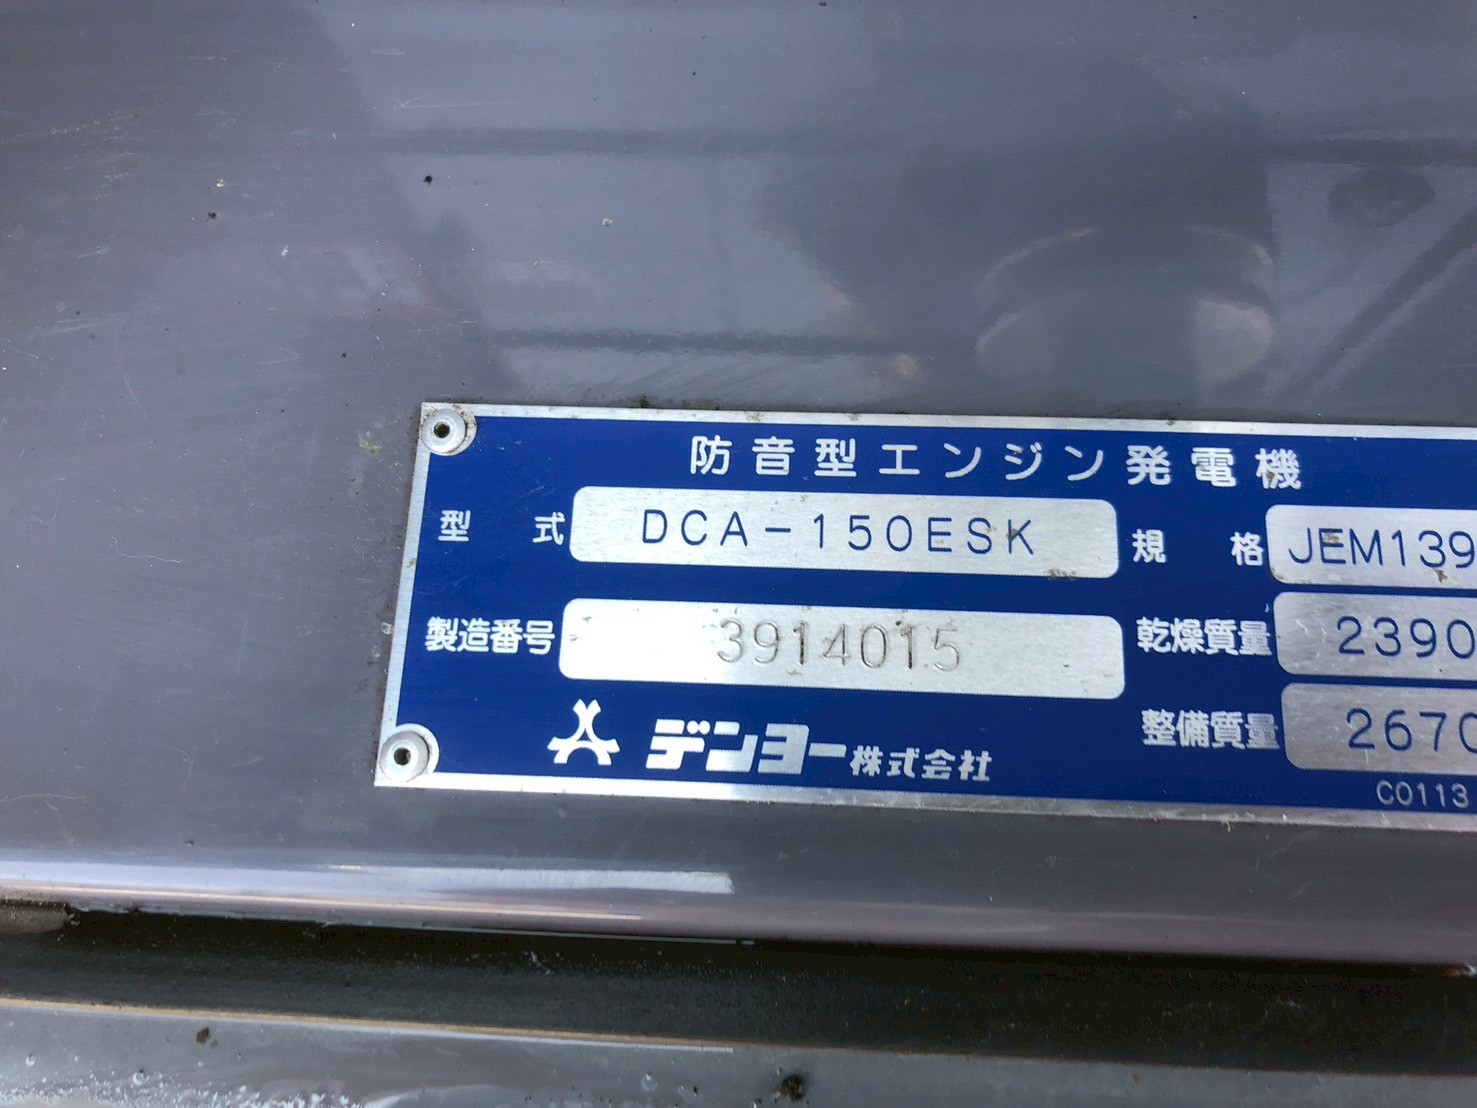 防音型エンジン発電機
型式 DCA-150ESK 規格 JEM139
製造番号 3914015 乾燥質量 2390
整備質量 2670
デンヨー株式会社
C0113